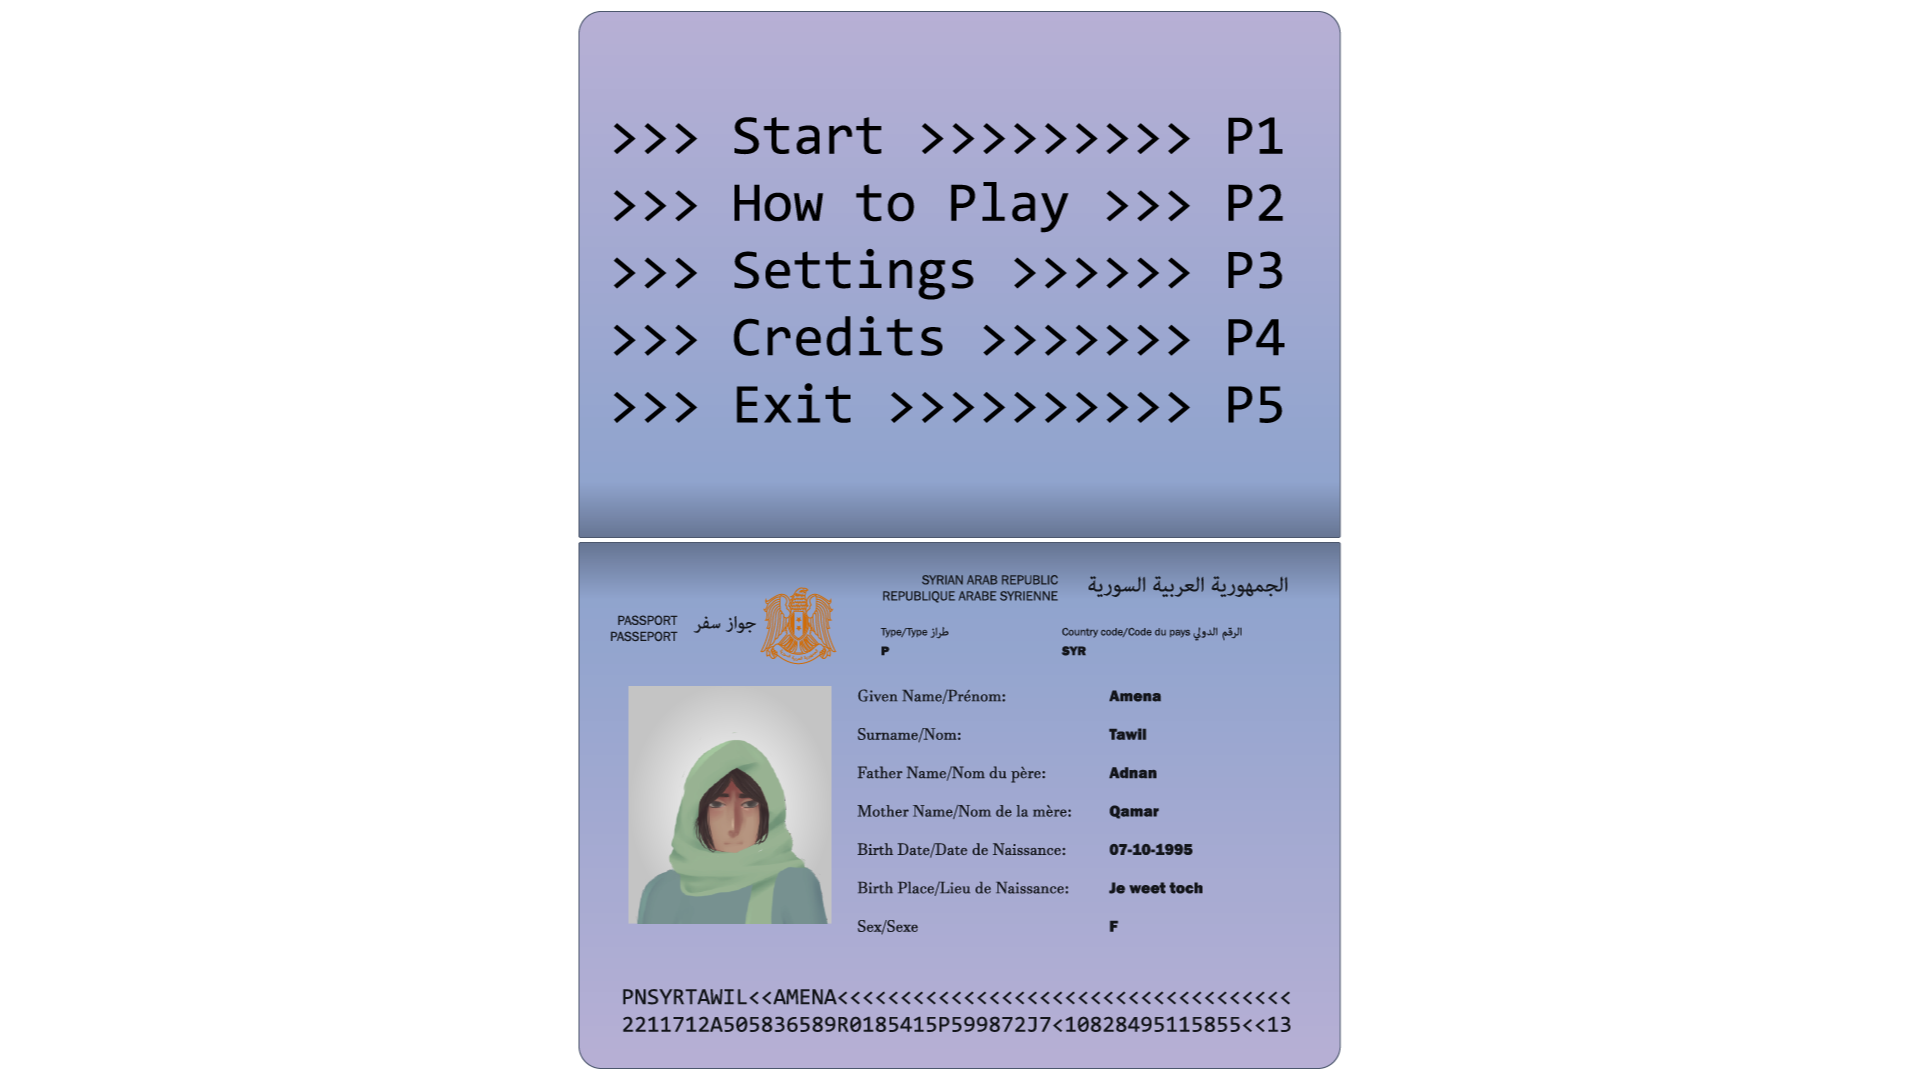 >>> Start >>>>>>>>> P1
>>> How to Play >>> P2
>>> Settings >>>>>> P3
>>> Credits >>>>>>> P4
>>> Exit >>>>>>>>>> P5
SYRIAN ARAB REPUBLIC
REPUBLIQUE ARABE SYRIENNE
الجمهورية العربية السورية
PASSPORT
PASSEPORT
جواز سفر
Type/Type طراز
P
Country code/Code du pays الرقم الدولي
SYR
Given Name/Prénom: Amena
Surname/Nom: Tawil
Father Name/Nom du père: Adnan
Mother Name/Nom de la mère: Qamar
Birth Date/Date de Naissance: 07-10-1995
Birth Place/Lieu de Naissance: Je weet toch
Sex/Sexe F
PNSYRTAWIL<<AMENA<<<<<<<<<<<<<<<<<<<<<<<<<<<<<<<<<<<<
2211712A505836589R0185415P599872J7<10828495115855<<13